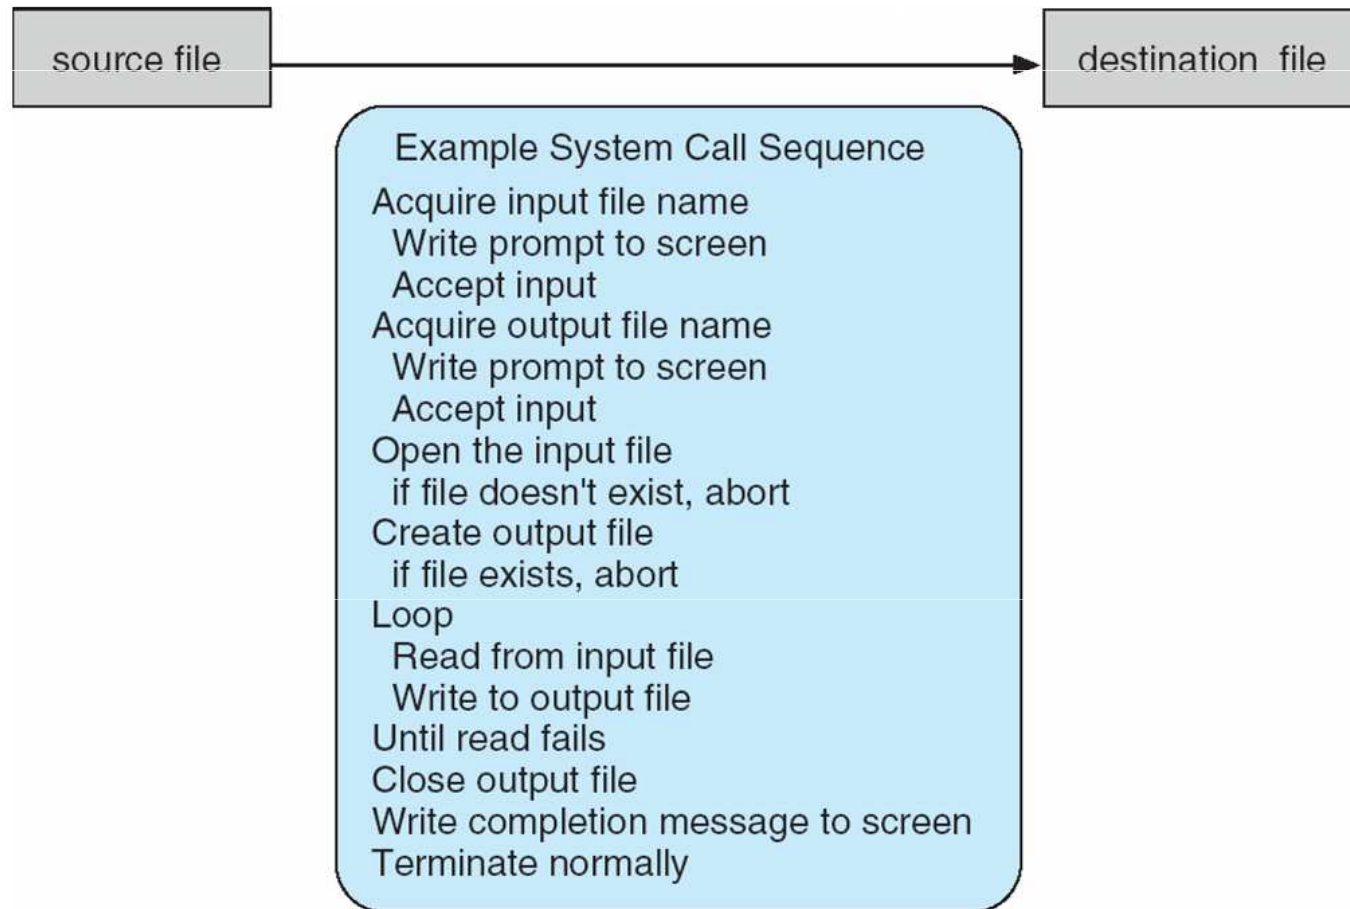 source file
destination file
Example System Call Sequence
Acquire input file name
Write prompt to screen
Accept input
Acquire output file name
Write prompt to screen
Accept input
Open the input file
if file doesn't exist, abort
Create output file
if file exists, abort
Loop
Read from input file
Write to output file
Until read fails
Close output file
Write completion message to screen
Terminate normally